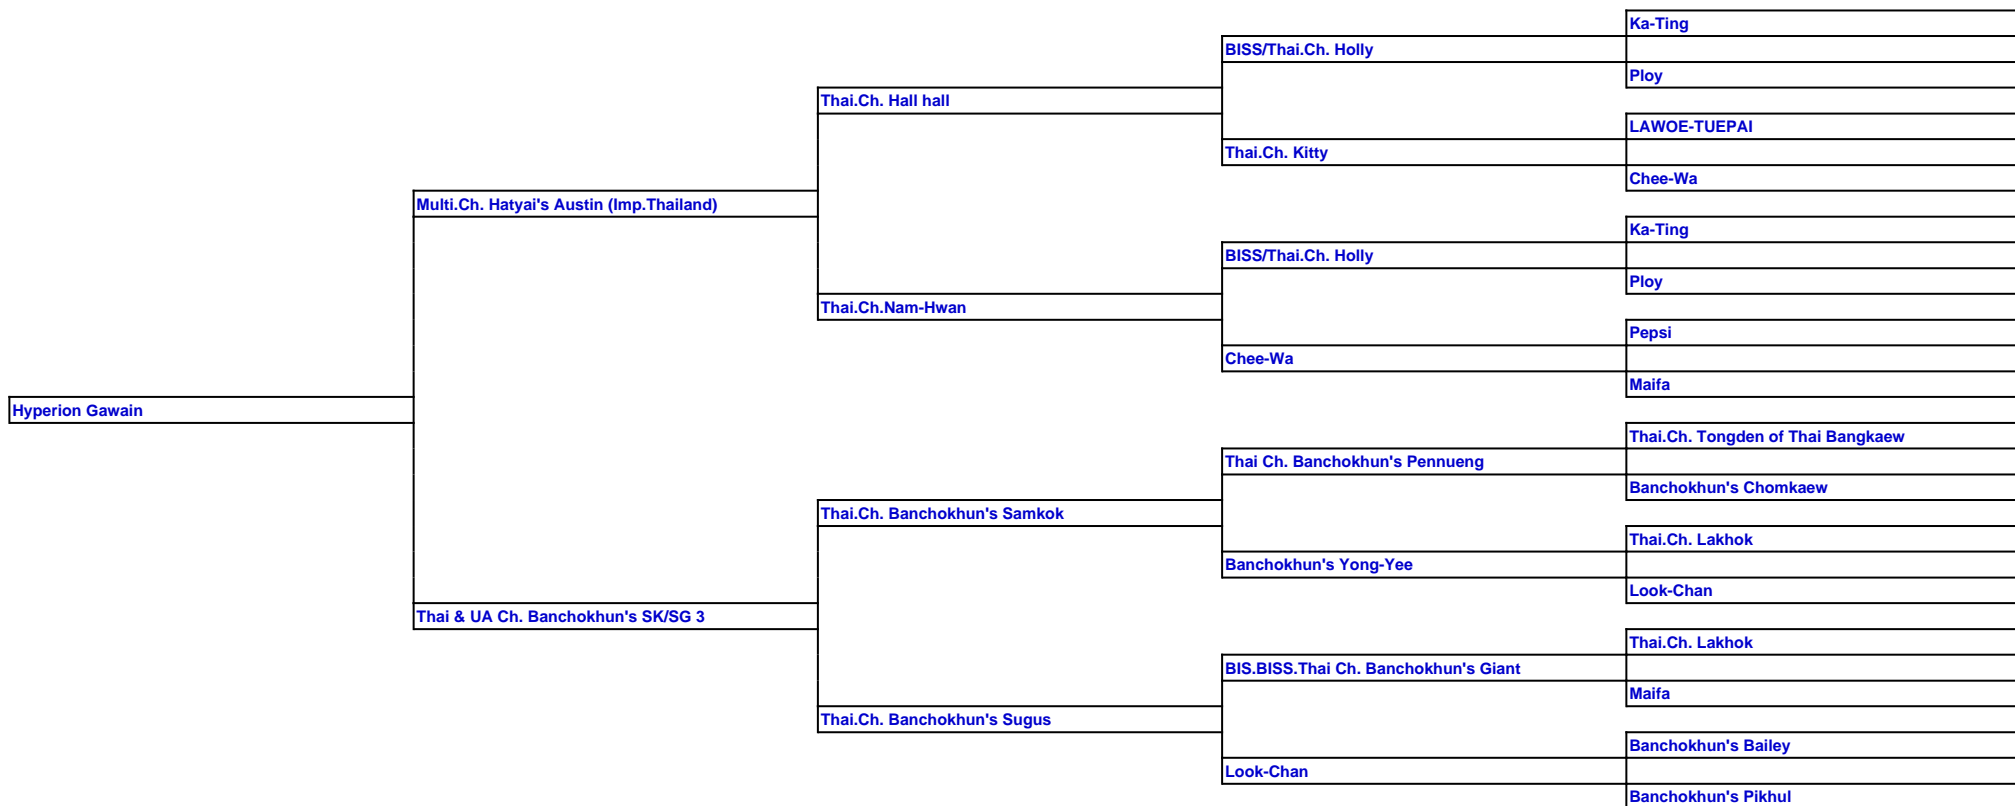 Ka-Ting
BISS/Thai.Ch. Holly
Ploy
Thai.Ch. Hall hall
LAWOE-TUEPAI
Thai.Ch. Kitty
Chee-Wa
Multi.Ch. Hatyai's Austin (Imp.Thailand)
Ka-Ting
BISS/Thai.Ch. Holly
Ploy
Thai.Ch.Nam-Hwan
Pepsi
Chee-Wa
Maifa
Hyperion Gawain
Thai.Ch. Tongden of Thai Bangkaew
Thai Ch. Banchokhun's Pennueng
Banchokhun's Chomkaew
Thai.Ch. Banchokhun's Samkok
Thai.Ch. Lakhok
Banchokhun's Yong-Yee
Look-Chan
Thai & UA Ch. Banchokhun's SK/SG 3
Thai.Ch. Lakhok
BIS.BISS.Thai Ch. Banchokhun's Giant
Maifa
Thai.Ch. Banchokhun's Sugus
Banchokhun's Bailey
Look-Chan
Banchokhun's Pikhul